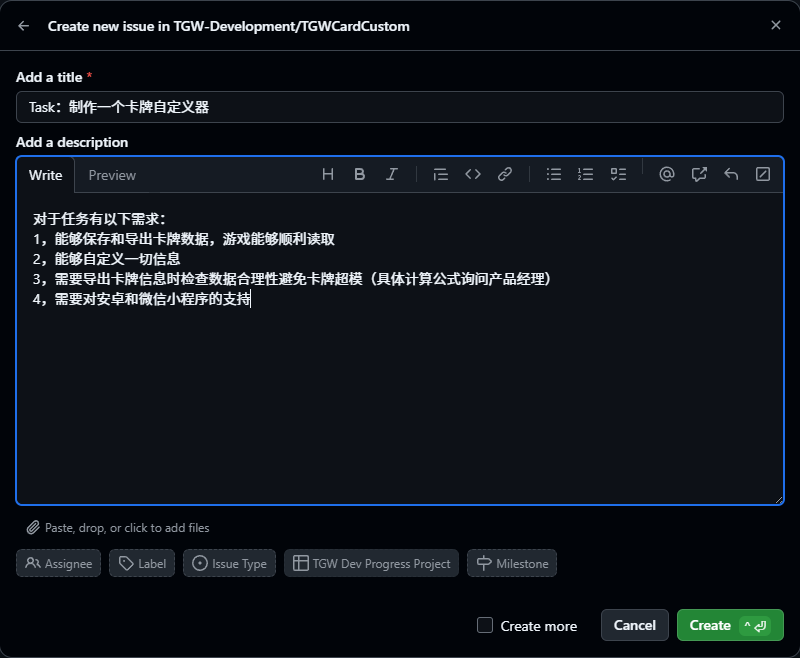 Create new issue in TGW-Development/TGWCardCustom
Add a title *
Task：制作一个卡牌自定义器
Add a description
Write Preview
对于任务有以下需求：
1，能够保存和导出卡牌数据，游戏能够顺利读取
2，能够自定义一切信息
3，需要导出卡牌信息时检查数据合理性避免卡牌超模（具体计算公式询问产品经理）
4，需要对安卓和微信小程序的支持
Paste, drop, or click to add files
Assignee Label Issue Type TGW Dev Progress Project Milestone
Create more Cancel Create